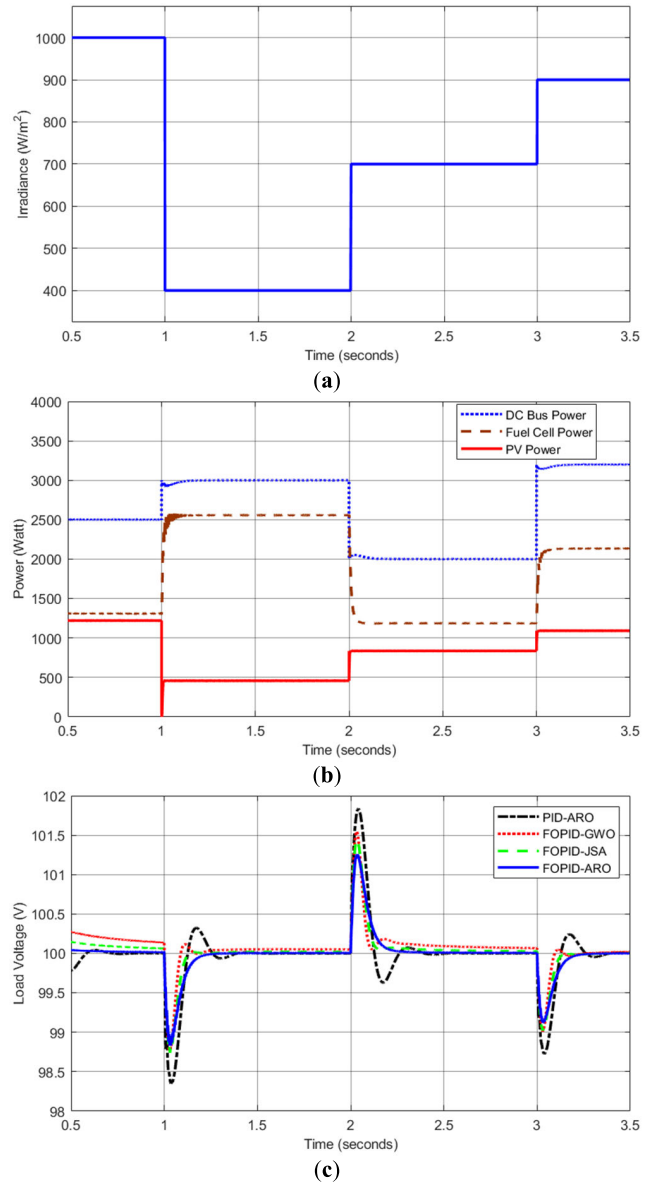 1000
900
800
700
600
500
400
Irradiance (W/m²)
0.5 1 1.5 2 2.5 3 3.5
Time (seconds)
(a)
4000
3500
3000
2500
2000
1500
1000
500
0
Power (Watt)
DC Bus Power
Fuel Cell Power
PV Power
0.5 1 1.5 2 2.5 3 3.5
Time (seconds)
(b)
102
101.5
101
100.5
100
99.5
99
98.5
98
Load Voltage (V)
PID-ARO
FOPID-GWO
FOPID-JSA
FOPID-ARO
0.5 1 1.5 2 2.5 3 3.5
Time (seconds)
(c)